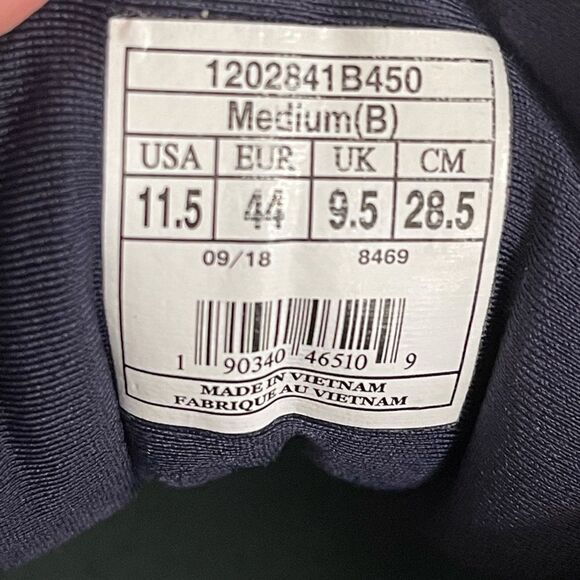 1202841B450
Medium(B)
USA EUR UK CM
11.5 44 9.5 28.5
09/18 8469
1 90340 46510 9
MADE IN VIETNAM
FABRIQUE AU VIETNAM